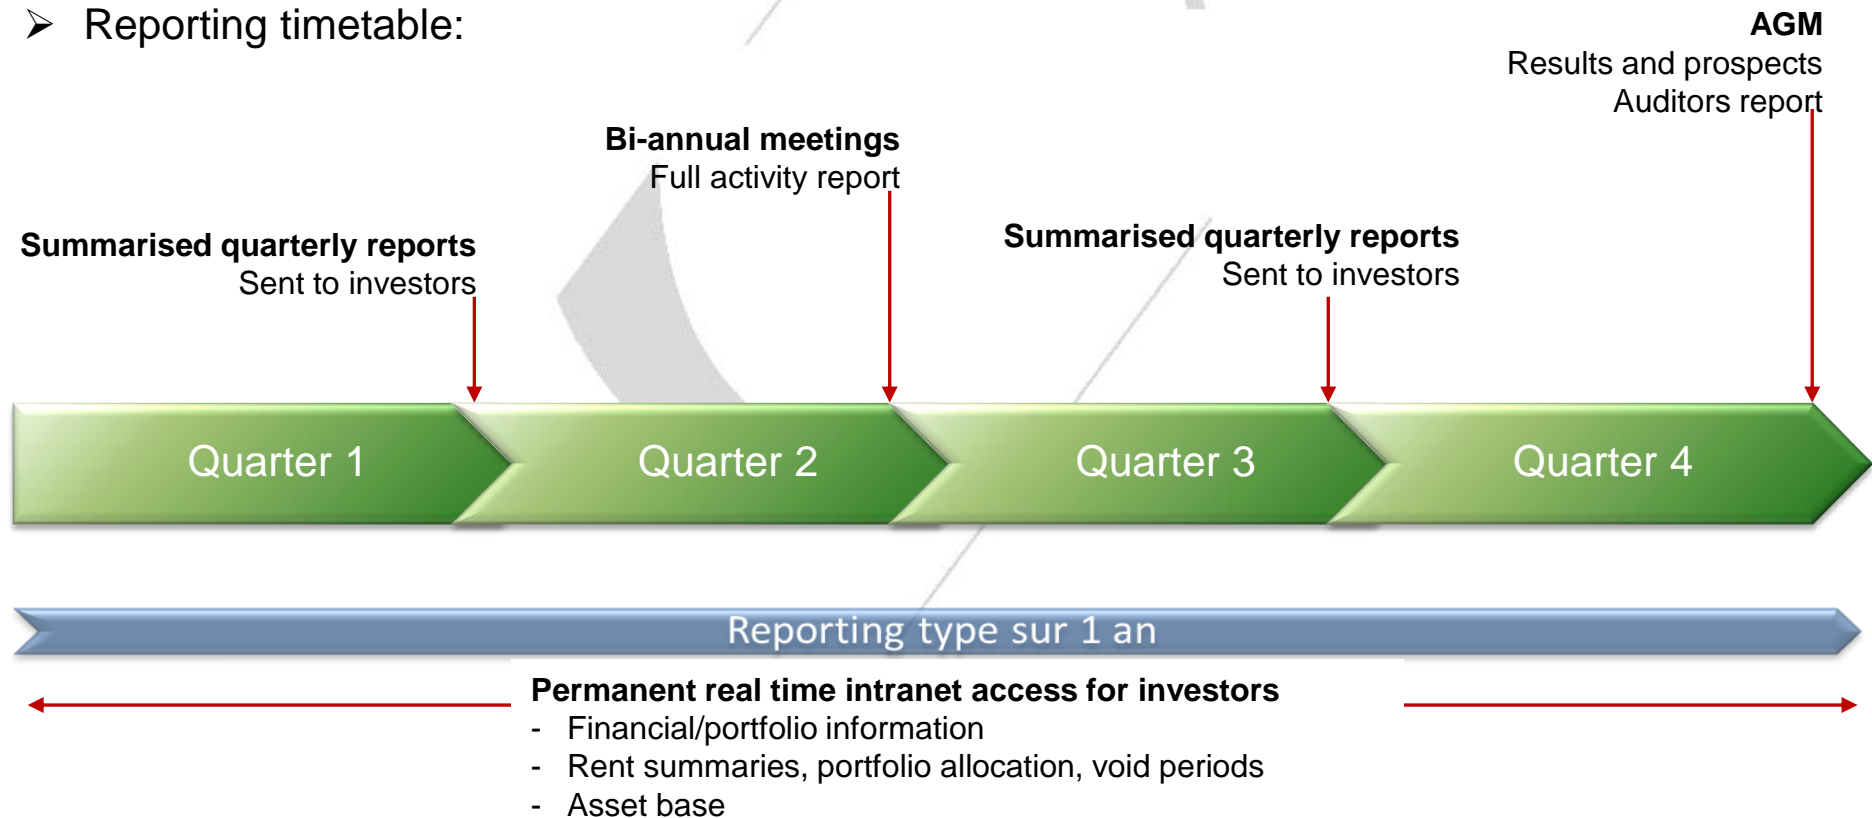 ➢ Reporting timetable:
AGM
Results and prospects
Auditors report
Bi-annual meetings
Full activity report
Summarised quarterly reports
Sent to investors
Summarised quarterly reports
Sent to investors
Quarter 1
Quarter 2
Quarter 3
Quarter 4
Reporting type sur 1 an
Permanent real time intranet access for investors
- Financial/portfolio information
- Rent summaries, portfolio allocation, void periods
- Asset base